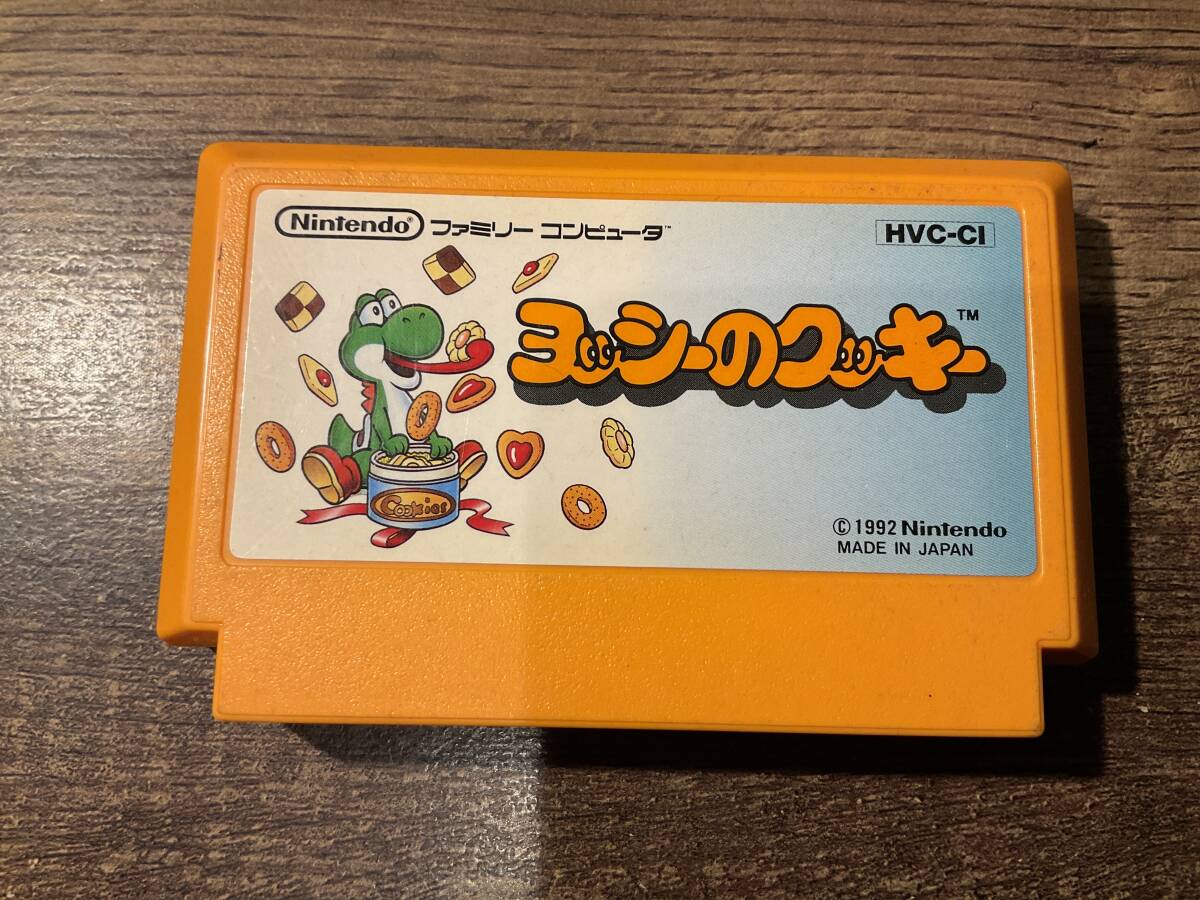 Nintendo® ファミリー コンピュータ™
HVC-CI
ヨッシーのクッキー™
Cookies
©1992 Nintendo
MADE IN JAPAN